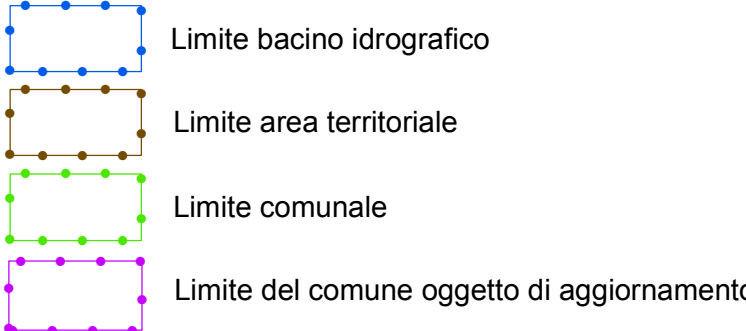 Limite bacino idrografico
Limite area territoriale
Limite comunale
Limite del comune oggetto di aggiornamento